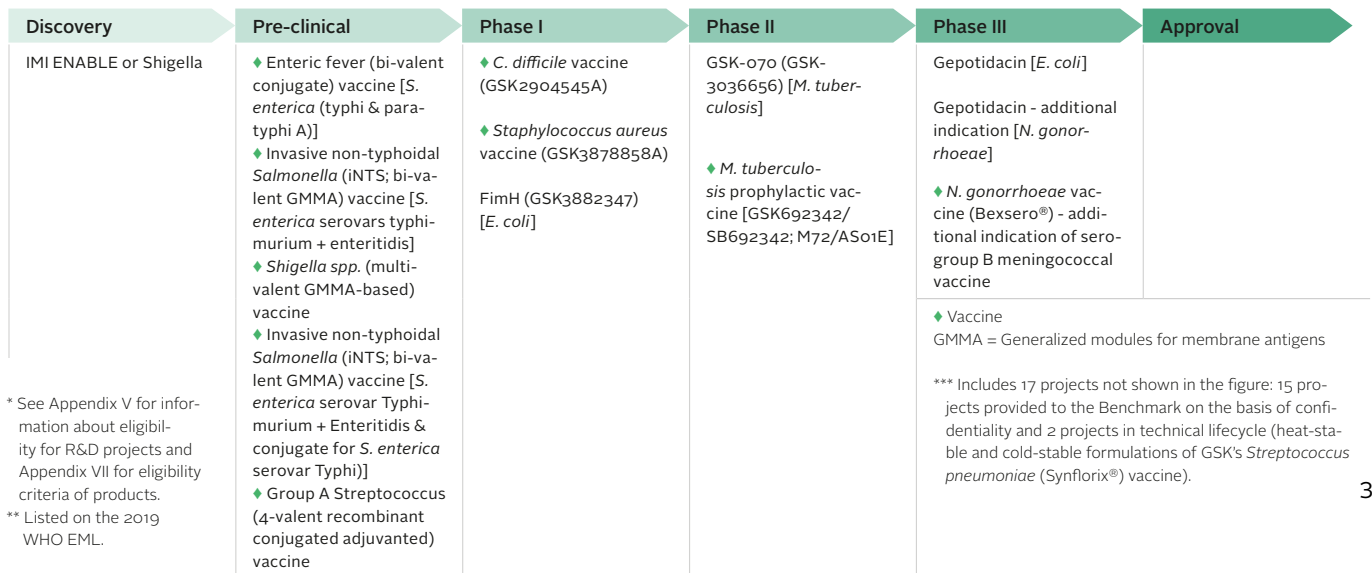 Discovery
Pre-clinical
Phase I
Phase II
Phase III
Approval
IMI ENABLE or Shigella
♦ Enteric fever (bi-valent
conjugate) vaccine [S.
enterica (typhi & para-
typhi A)]
♦ Invasive non-typhoidal
Salmonella (iNTS; bi-va-
lent GMMA) vaccine [S.
enterica serovars typhi-
murium + enteritidis]
♦ Shigella spp. (multi-
valent GMMA-based)
vaccine
♦ Invasive non-typhoidal
Salmonella (iNTS; bi-va-
lent GMMA) vaccine [S.
enterica serovar Typhi-
murium + Enteritidis &
conjugate for S. enterica
serovar Typhi)]
♦ Group A Streptococcus
(4-valent recombinant
conjugated adjuvanted)
vaccine
♦ C. difficile vaccine
(GSK2904545A)
♦ Staphylococcus aureus
vaccine (GSK3878858A)
FimH (GSK3882347)
[E. coli]
GSK-070 (GSK-
3036656) [M. tuber-
culosis]
♦ M. tuberculo-
sis prophylactic vac-
cine [GSK692342/
SB692342; M72/AS01E]
Gepotidacin [E. coli]
Gepotidacin - additional
indication [N. gonor-
rhoeae]
♦ N. gonorrhoeae vac-
cine (Bexsero®) - addi-
tional indication of sero-
group B meningococcal
vaccine
♦ Vaccine
GMMA = Generalized modules for membrane antigens
*** Includes 17 projects not shown in the figure: 15 pro-
jects provided to the Benchmark on the basis of confi-
dentiality and 2 projects in technical lifecycle (heat-sta-
ble and cold-stable formulations of GSK's Streptococcus
pneumoniae (Synflorix®) vaccine).
* See Appendix V for infor-
mation about eligibil-
ity for R&D projects and
Appendix VII for eligibility
criteria of products.
** Listed on the 2019
WHO EML.
3